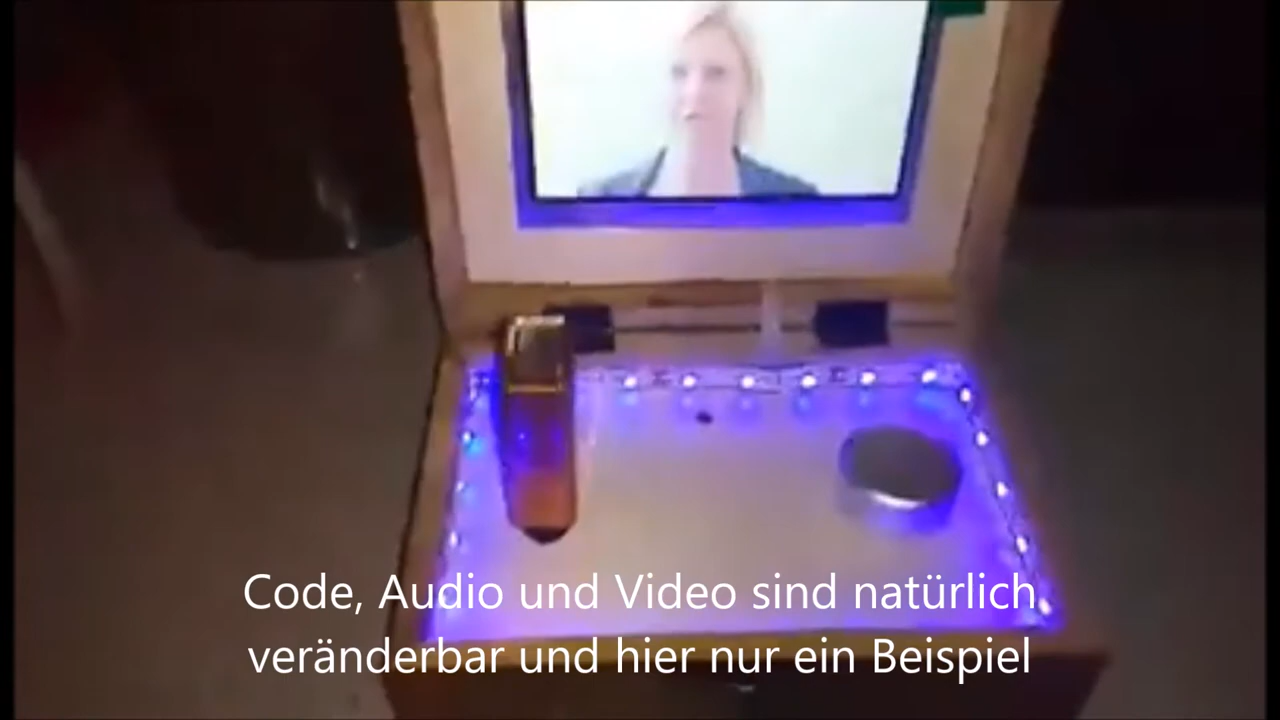 Code, Audio und Video sind natürlich
veränderbar und hier nur ein Beispiel